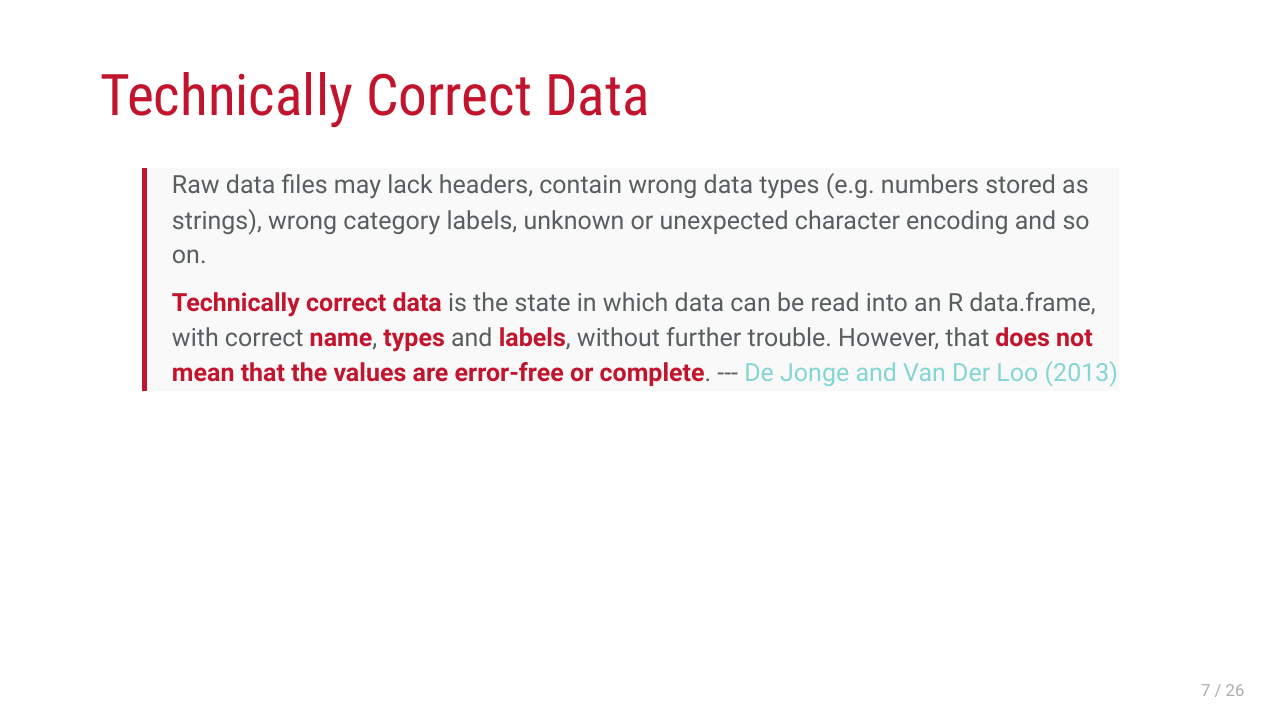 Technically Correct Data
Raw data files may lack headers, contain wrong data types (e.g. numbers stored as
strings), wrong category labels, unknown or unexpected character encoding and so
on.
Technically correct data is the state in which data can be read into an R data.frame,
with correct name, types and labels, without further trouble. However, that does not
mean that the values are error-free or complete. --- De Jonge and Van Der Loo (2013)
7 / 26